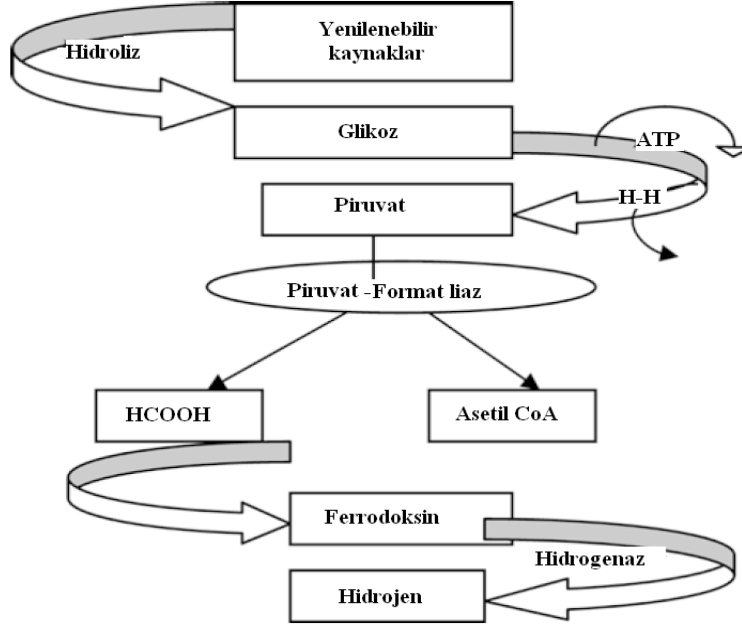 Yenilenebilir
kaynaklar
Hidroliz
Glikoz
ATP
Piruvat
H-H
Piruvat -Format liaz
HCOOH
Asetil CoA
Ferrodoksin
Hidrogenaz
Hidrojen